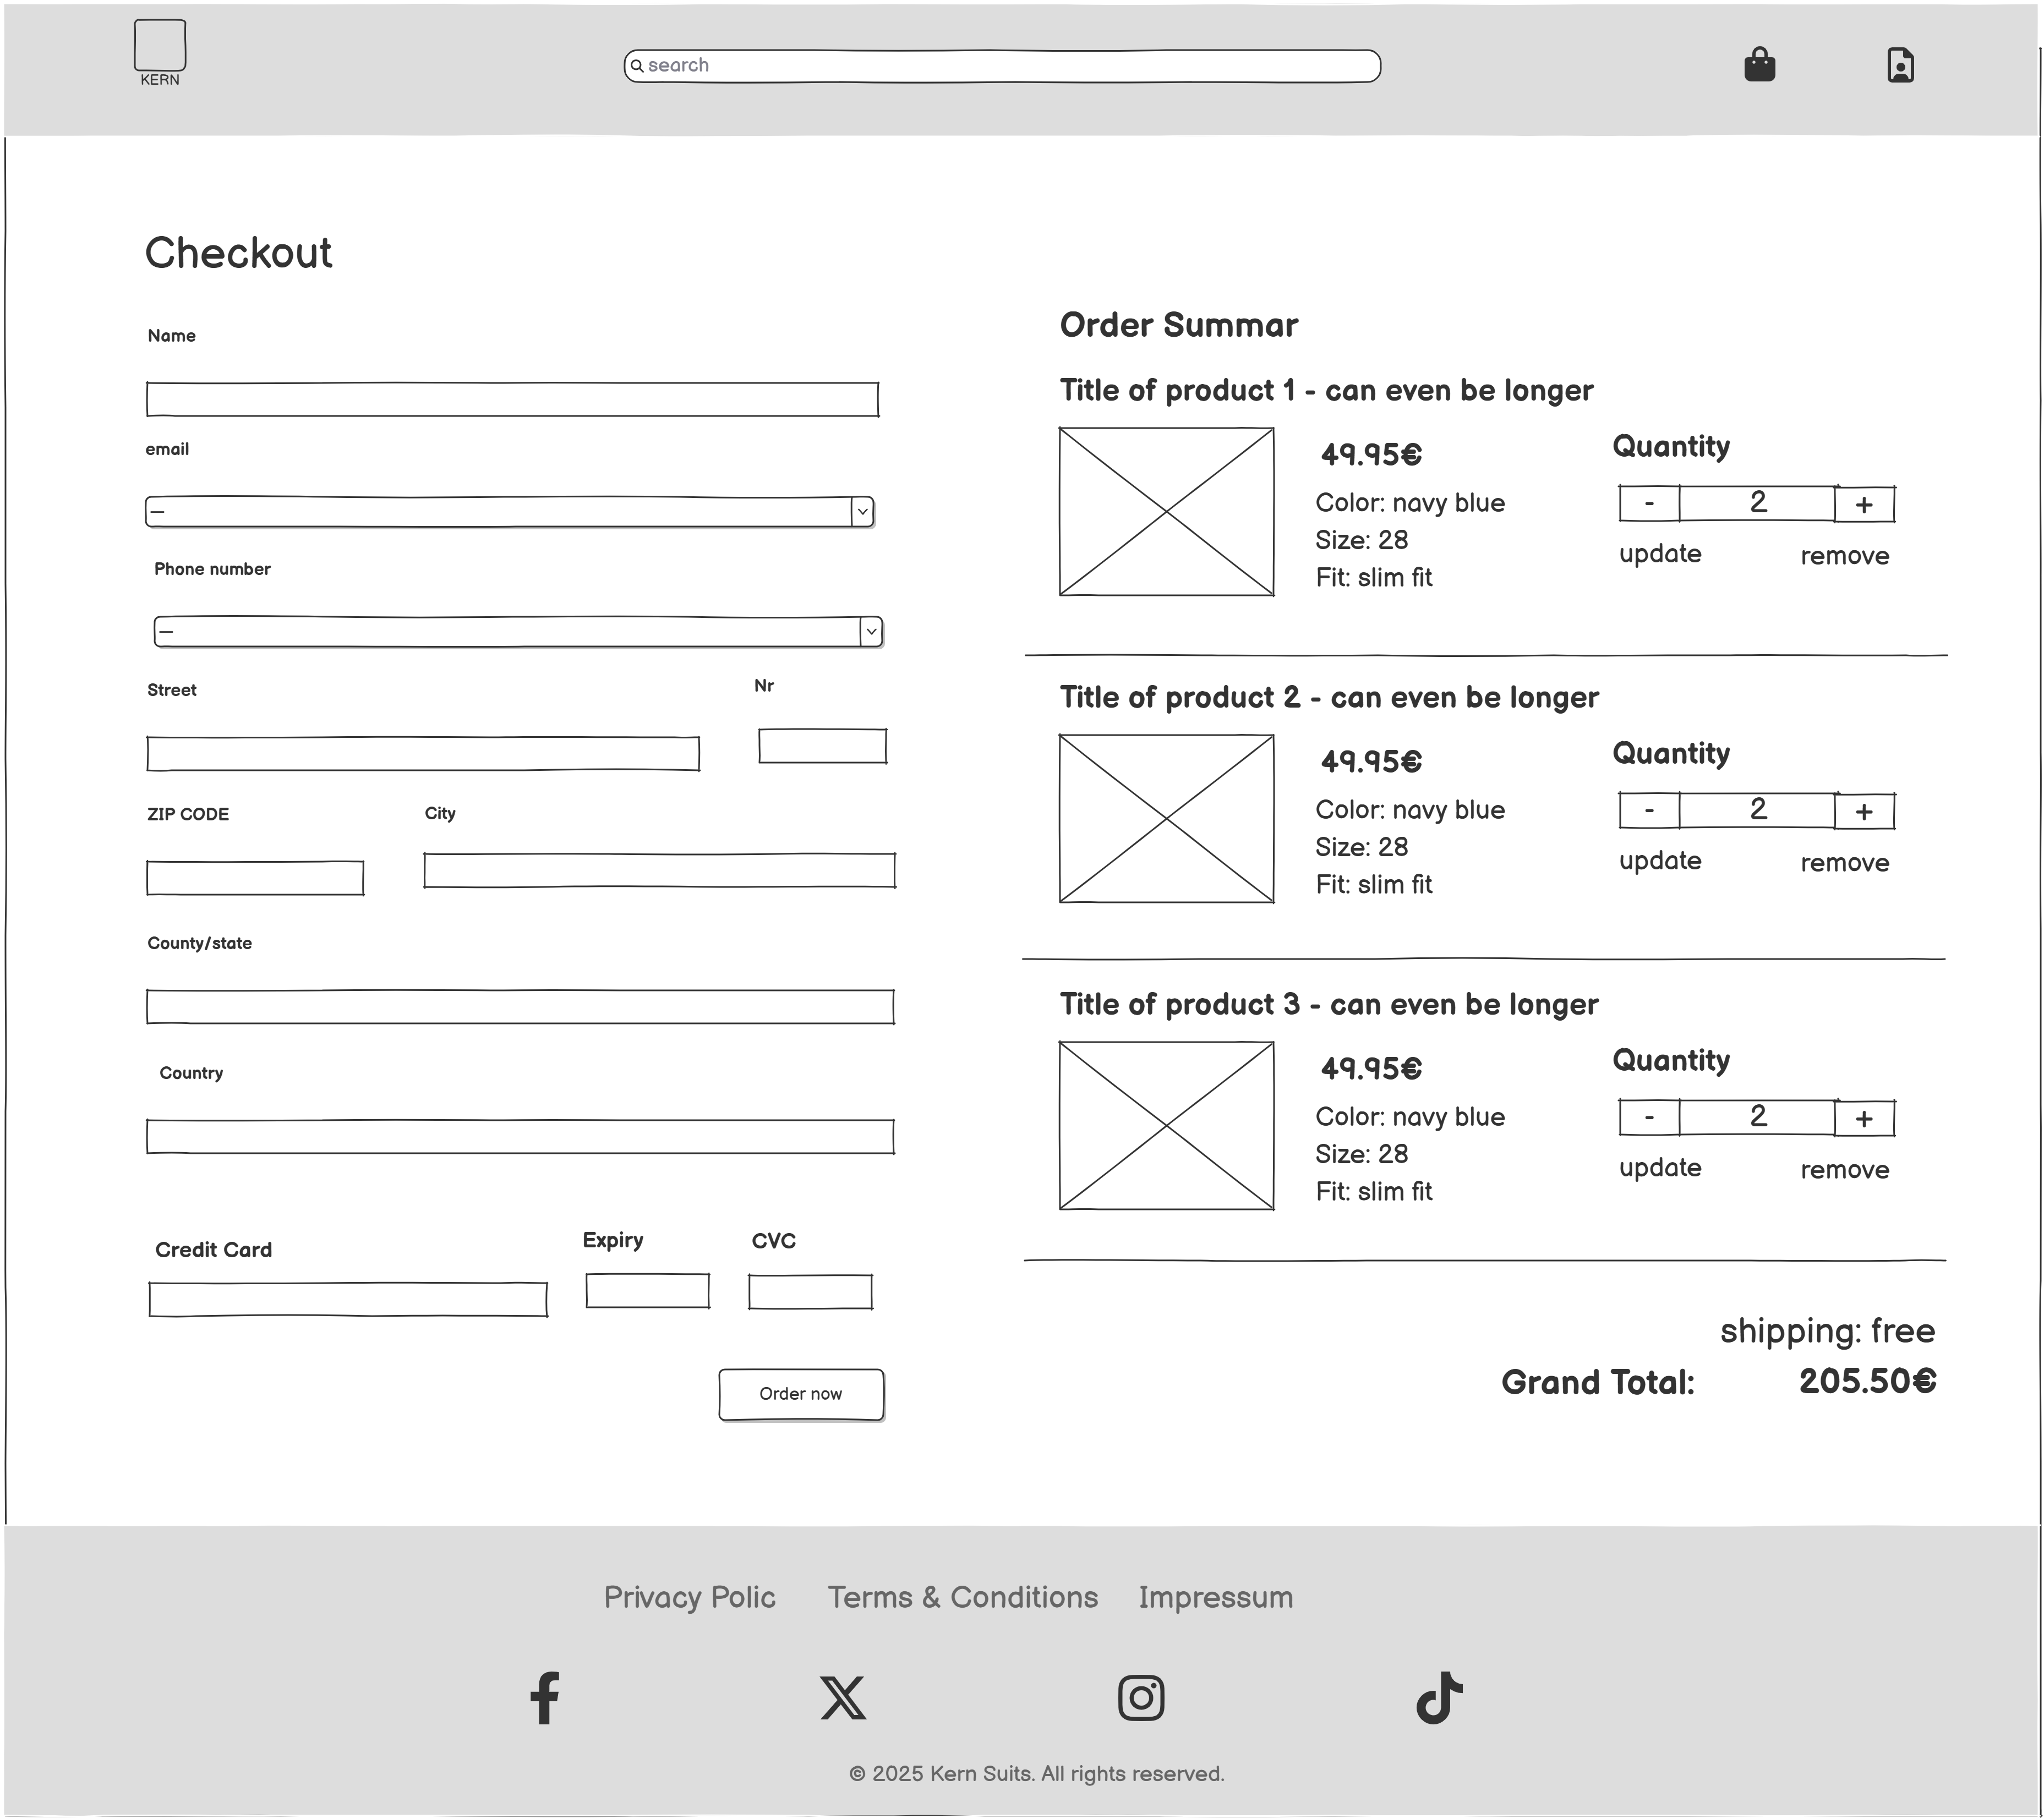 KERN
search
Checkout
Name
email
—
Phone number
—
Street
Nr
ZIP CODE
City
County/state
Country
Credit Card
Expiry
CVC
Order now
Order Summar
Title of product 1 - can even be longer
49.95€
Color: navy blue
Size: 28
Fit: slim fit
Quantity
- 2 +
update
remove
Title of product 2 - can even be longer
49.95€
Color: navy blue
Size: 28
Fit: slim fit
Quantity
- 2 +
update
remove
Title of product 3 - can even be longer
49.95€
Color: navy blue
Size: 28
Fit: slim fit
Quantity
- 2 +
update
remove
shipping: free
Grand Total: 205.50€
Privacy Polic
Terms & Conditions
Impressum
© 2025 Kern Suits. All rights reserved.